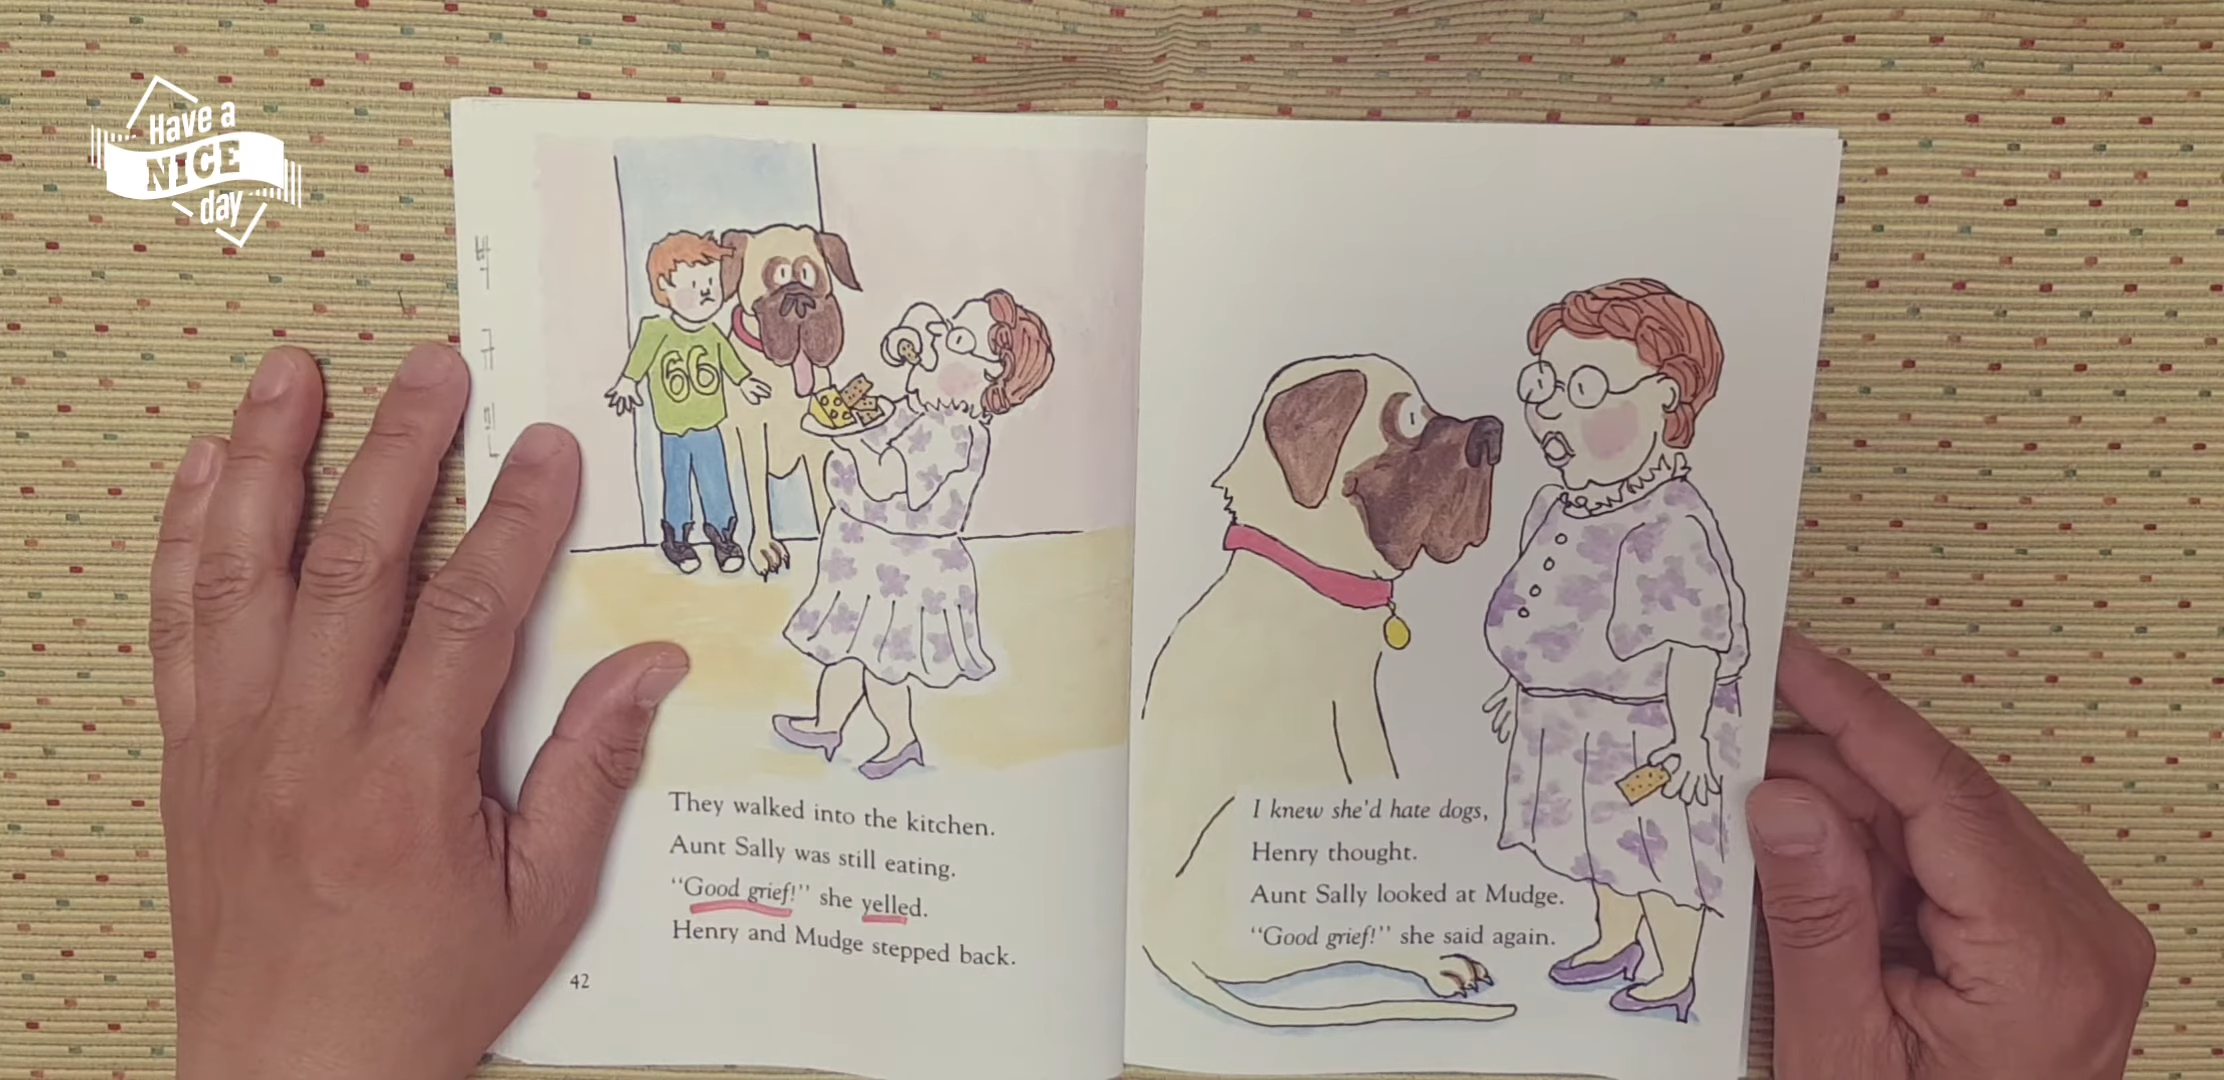 Have a
NICE
day
66
They walked into the kitchen.
Aunt Sally was still eating.
“Good grief!” she yelled.
Henry and Mudge stepped back.
42
I knew she'd hate dogs,
Henry thought.
Aunt Sally looked at Mudge.
“Good grief!” she said again.